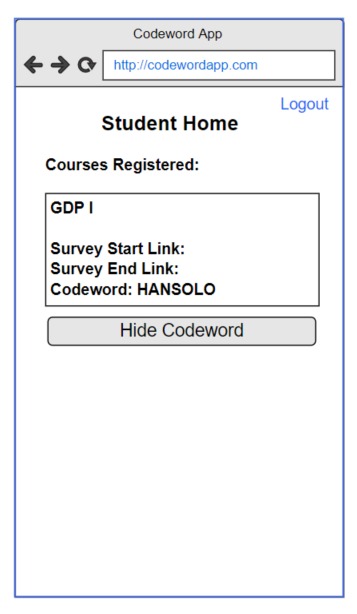 Codeword App
http://codewordapp.com
Logout
Student Home
Courses Registered:
GDP I
Survey Start Link:
Survey End Link:
Codeword: HANSOLO
Hide Codeword